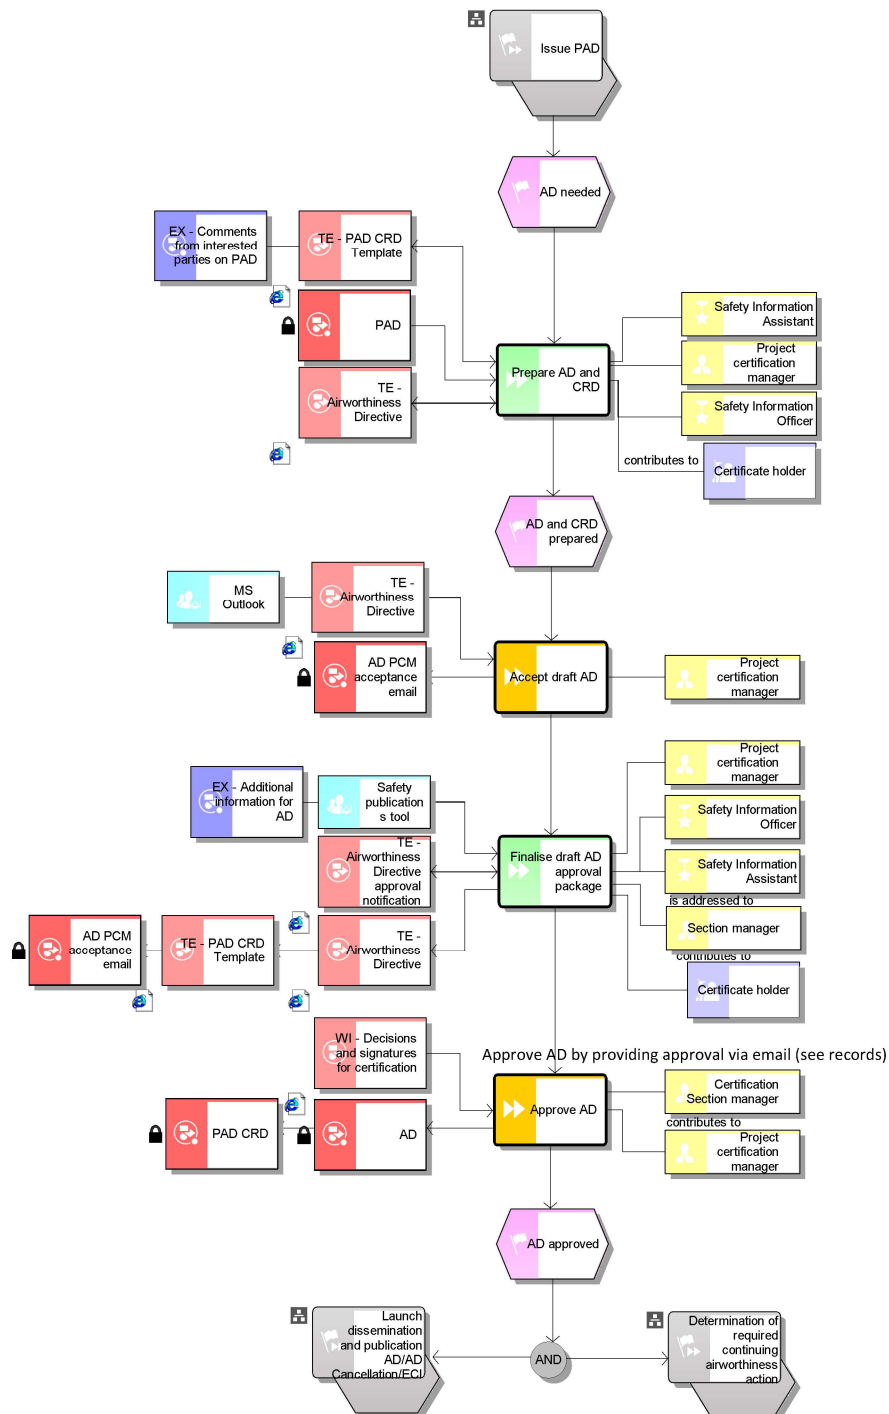 Issue PAD
AD needed
EX - Comments
from interested
parties on PAD
TE - PAD CRD
Template
PAD
TE -
Airworthiness
Directive
Prepare AD and
CRD
Safety Information
Assistant
Project
certification
manager
Safety Information
Officer
contributes to
Certificate holder
AD and CRD
prepared
MS
Outlook
TE -
Airworthiness
Directive
AD PCM
acceptance
email
Accept draft AD
Project
certification
manager
EX - Additional
information for
AD
Safety
publication
s tool
TE -
Airworthiness
Directive
approval
notification
AD PCM
acceptance
email
TE - PAD CRD
Template
TE -
Airworthiness
Directive
Finalise draft AD
approval
package
Project
certification
manager
Safety Information
Officer
Safety Information
Assistant
is addressed to
Section manager
contributes to
Certificate holder
WI - Decisions
and signatures
for certification
Approve AD by providing approval via email (see records)
PAD CRD
AD
Approve AD
Certification
Section manager
contributes to
Project
certification
manager
AD approved
Launch
dissemination
and publication
AD/AD
Cancellation/ECI
AND
Determination of
required
continuing
airworthiness
action